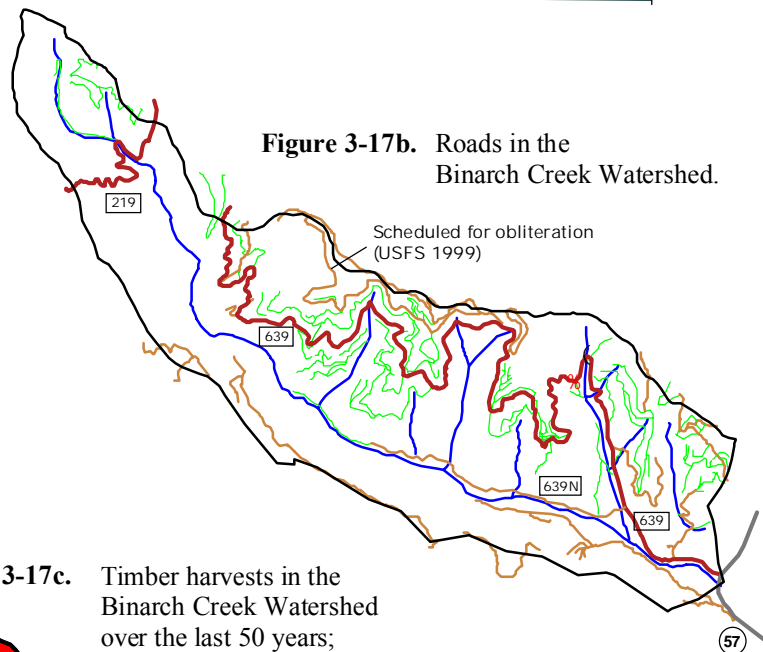 Figure 3-17b. Roads in the
Binarch Creek Watershed.
219
Scheduled for obliteration
(USFS 1999)
639
%
639N
639
3-17c. Timber harvests in the
Binarch Creek Watershed
over the last 50 years;
57